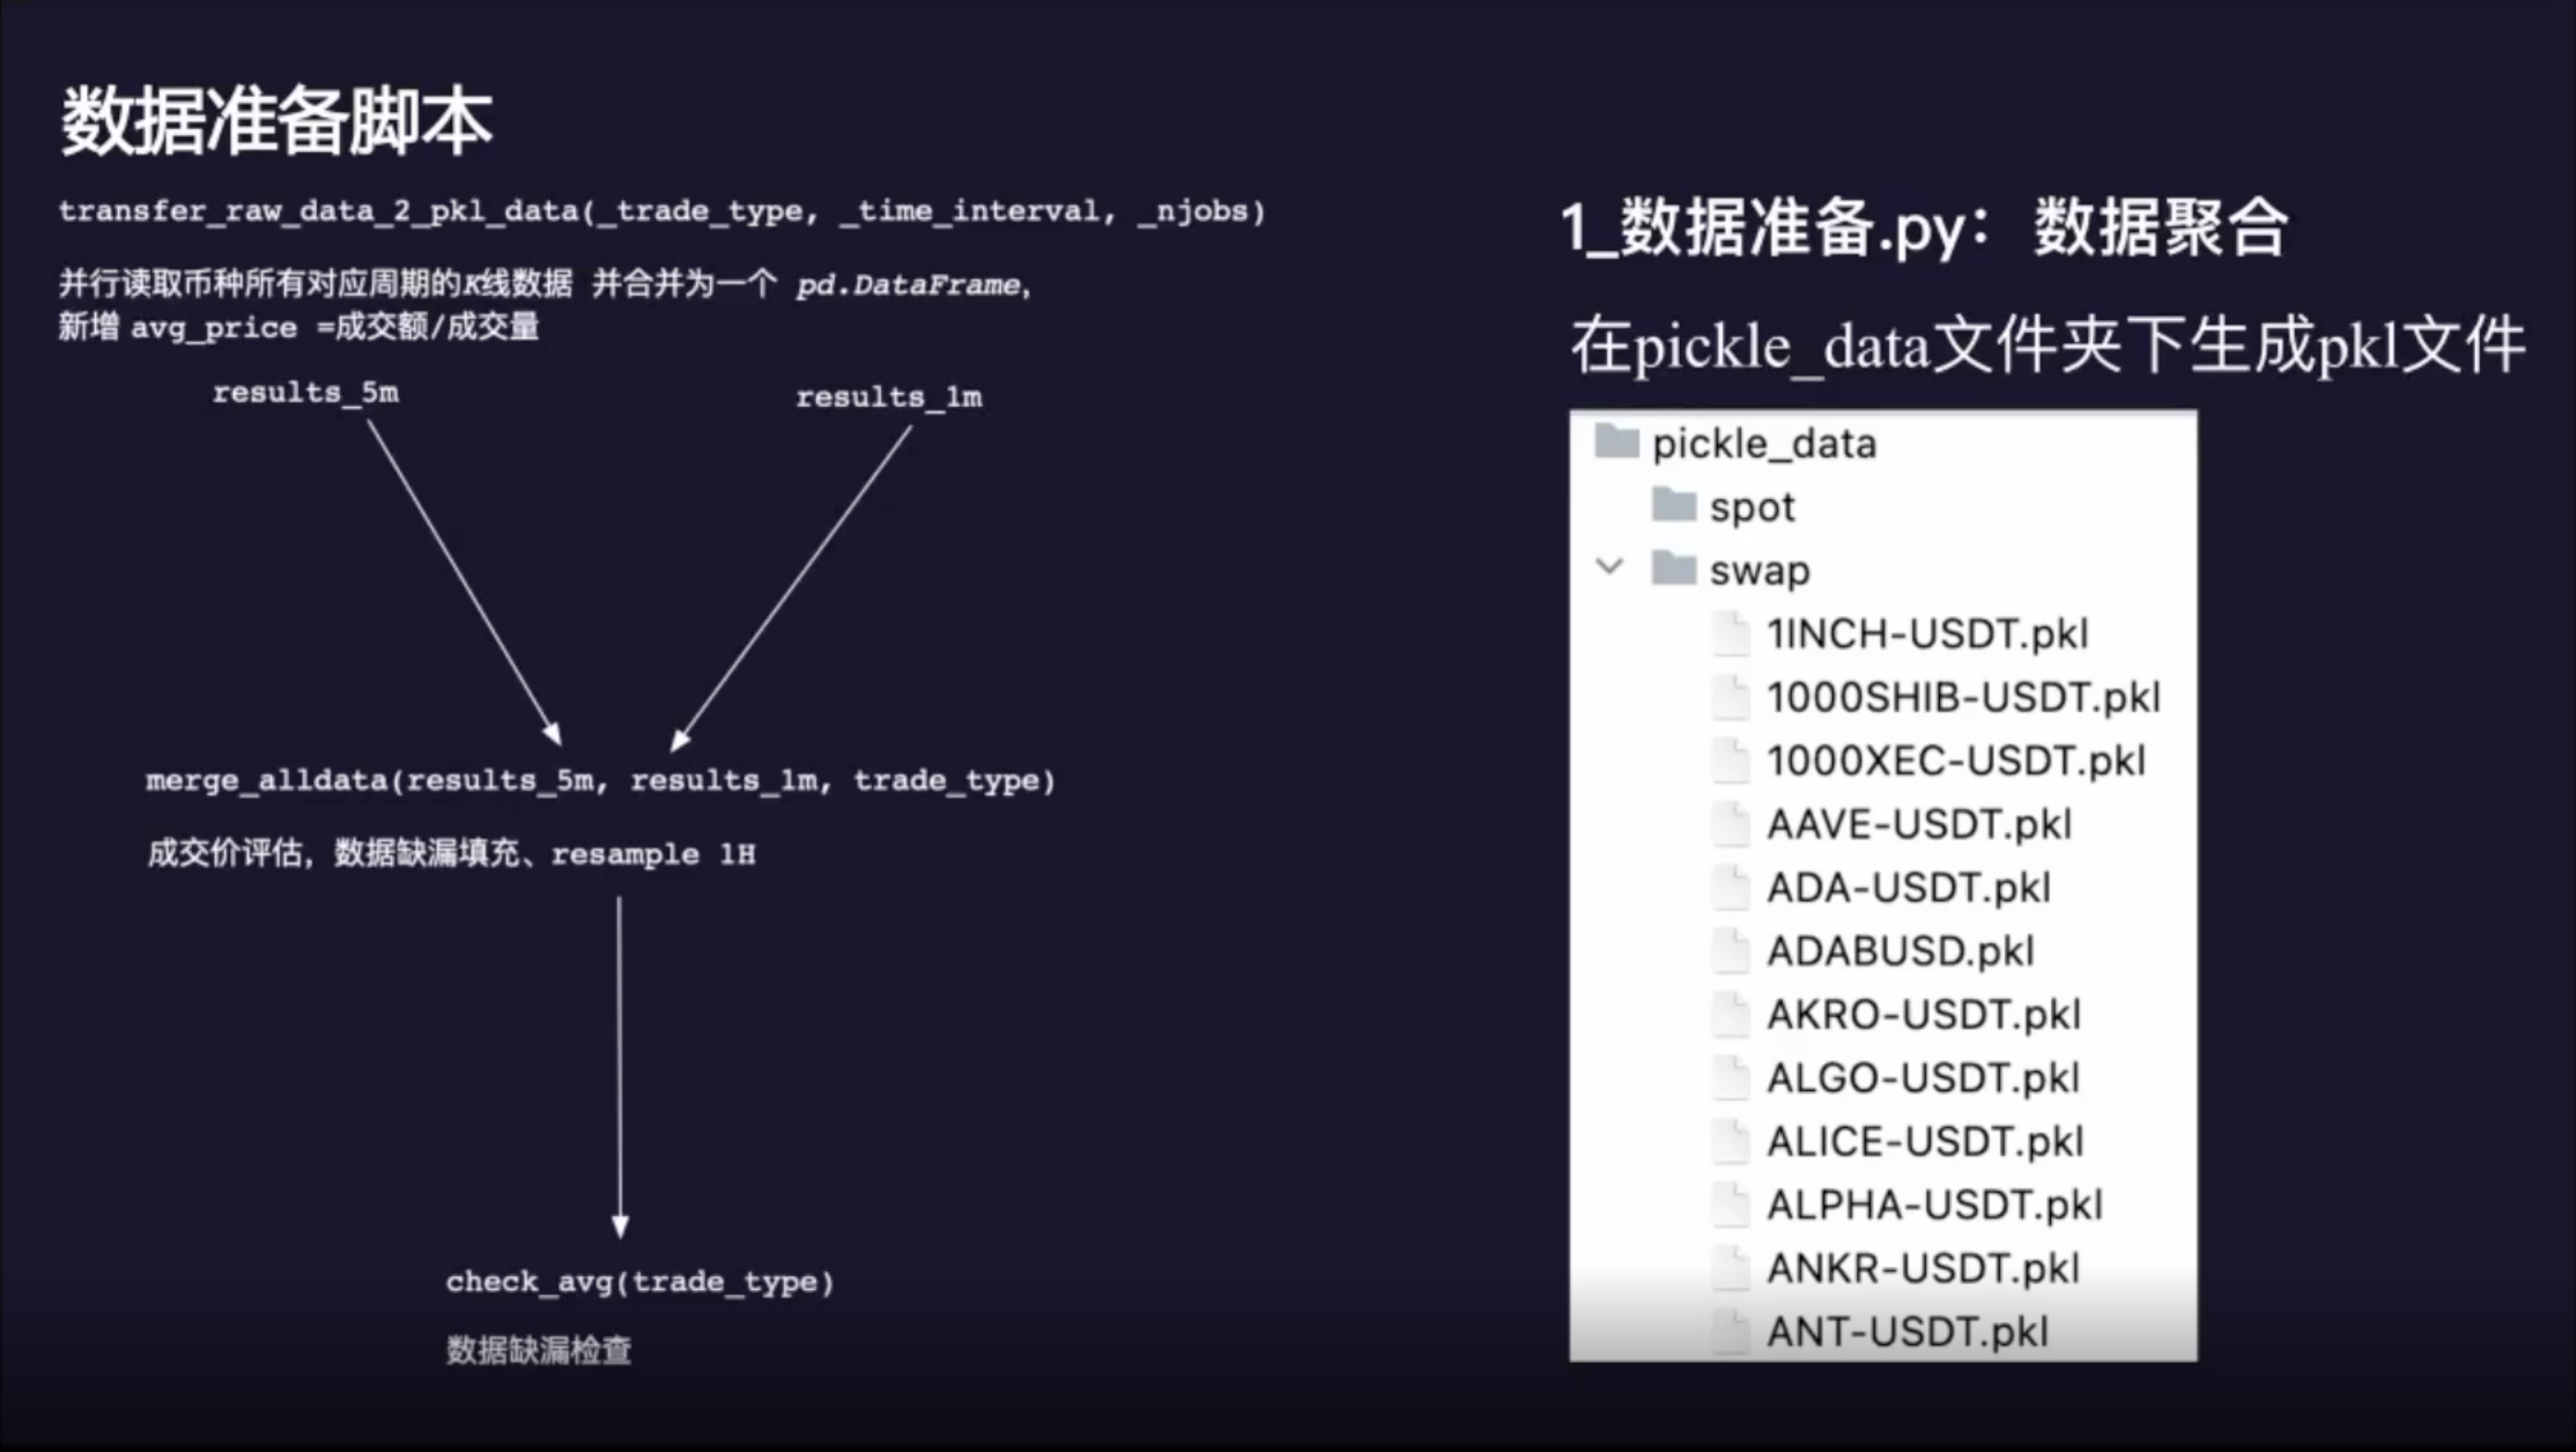 数据准备脚本
transfer_raw_data_2_pkl_data(_trade_type, _time_interval, _njobs)
并行读取币种所有对应周期的K线数据 并合并为一个 pd.DataFrame,
新增 avg_price =成交额/成交量
results_5m
results_1m
merge_alldata(results_5m, results_1m, trade_type)
成交价评估，数据缺漏填充、resample 1H
check_avg(trade_type)
数据缺漏检查
1_数据准备.py：数据聚合
在pickle_data文件夹下生成pkl文件
pickle_data
spot
swap
1INCH-USDT.pkl
1000SHIB-USDT.pkl
1000XEC-USDT.pkl
AAVE-USDT.pkl
ADA-USDT.pkl
ADABUSD.pkl
AKRO-USDT.pkl
ALGO-USDT.pkl
ALICE-USDT.pkl
ALPHA-USDT.pkl
ANKR-USDT.pkl
ANT-USDT.pkl